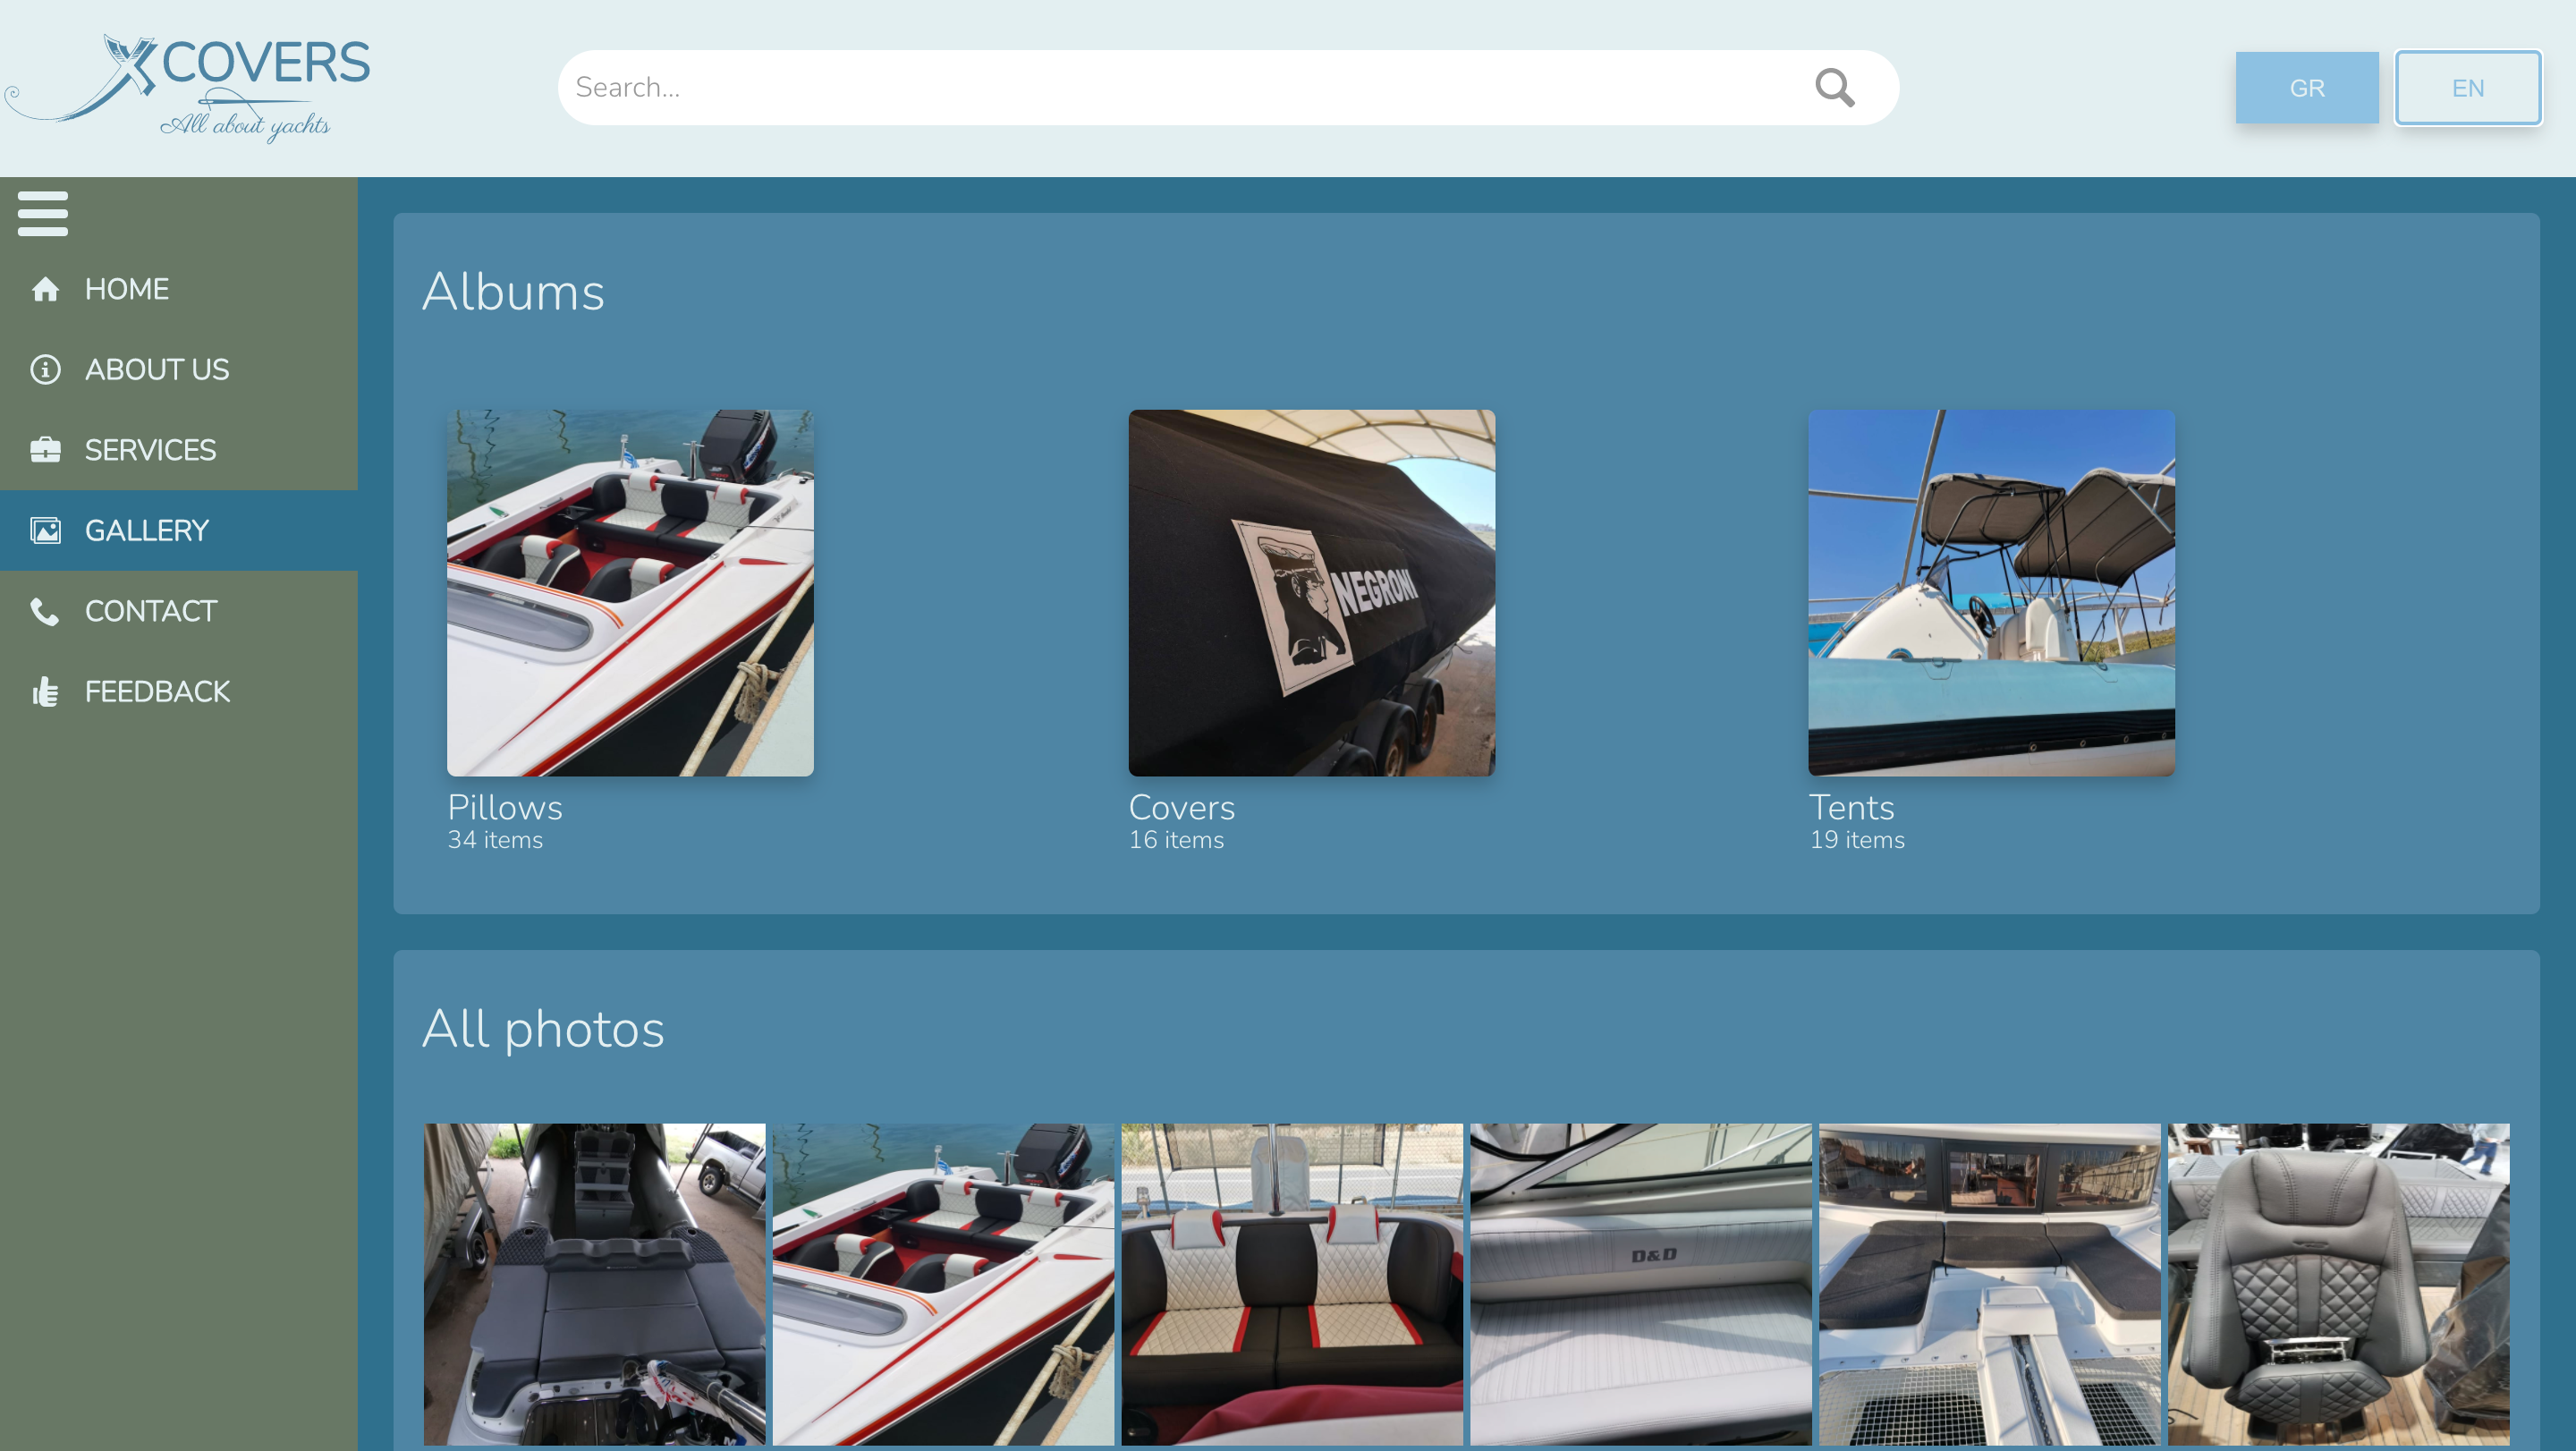 XCOVERS
All about yachts
Search...
GR
EN
HOME
ABOUT US
SERVICES
GALLERY
CONTACT
FEEDBACK
Albums
NEGRONI
Pillows
34 items
Covers
16 items
Tents
19 items
All photos
D&D